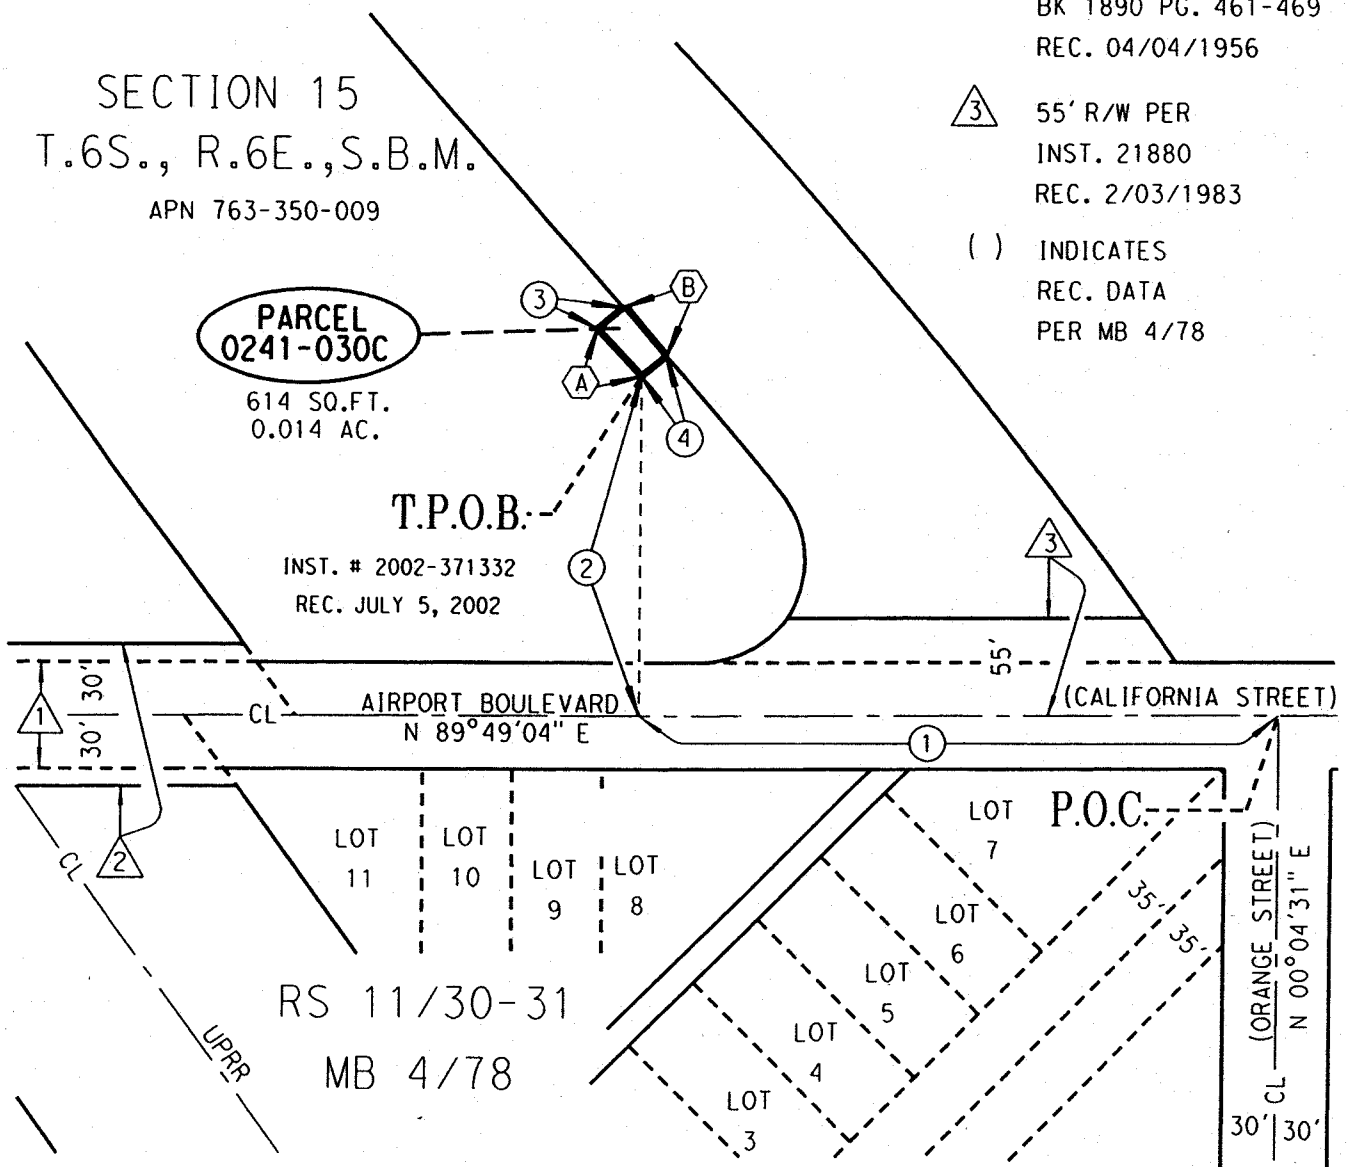 BK 1890 PG. 461-469
REC. 04/04/1956
SECTION 15
T.6S., R.6E.,S.B.M.
APN 763-350-009
3
55' R/W PER
INST. 21880
REC. 2/03/1983
( ) INDICATES
REC. DATA
PER MB 4/78
3
B
PARCEL
0241-030C
614 SQ.FT.
0.014 AC.
A
4
T.P.O.B.
INST. # 2002-371332
REC. JULY 5, 2002
2
3
55'
1
30'
30'
CL
AIRPORT BOULEVARD
N 89°49'04" E
(CALIFORNIA STREET)
1
P.O.C.
2
CL
LOT
11
LOT
10
LOT
9
LOT
8
LOT
7
LOT
6
LOT
5
LOT
4
LOT
3
35'
35'
RS 11/30-31
MB 4/78
UPRR
CL (ORANGE STREET)
N 00°04'31" E
30'
30'